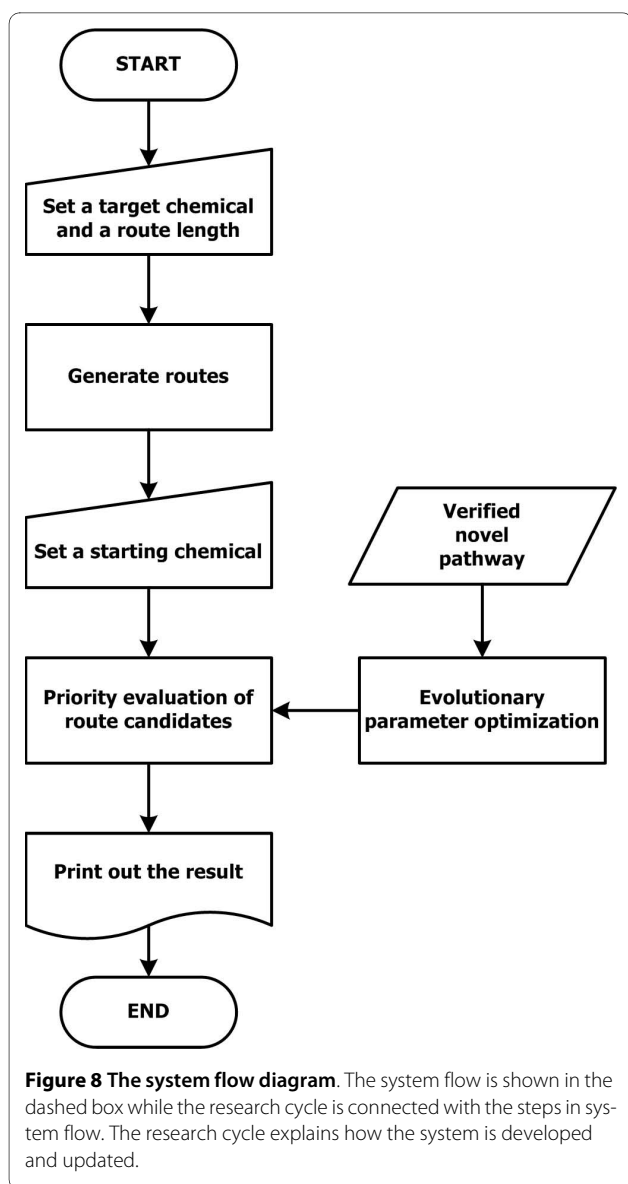 START
Set a target chemical
and a route length
Generate routes
Set a starting chemical
Verified
novel
pathway
Priority evaluation of
route candidates
Evolutionary
parameter optimization
Print out the result
END
Figure 8 The system flow diagram. The system flow is shown in the
dashed box while the research cycle is connected with the steps in sys-
tem flow. The research cycle explains how the system is developed
and updated.